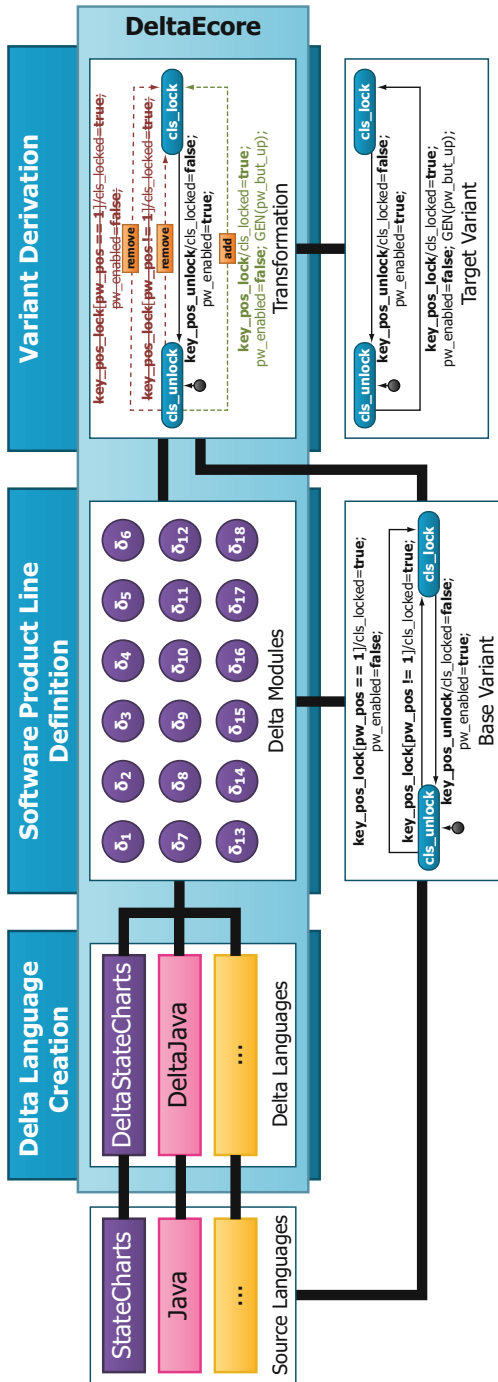 Delta Language
Creation
Software Product Line
Definition
Variant Derivation
DeltaEcore
StateCharts
Java
...
Source Languages
DeltaStateCharts
DeltaJava
...
Delta Languages
δ1 δ2 δ3 δ4 δ5 δ6
δ7 δ8 δ9 δ10 δ11 δ12
δ13 δ14 δ15 δ16 δ17 δ18
Delta Modules
key_pos_lock[pw_pos == 1]/cls_locked=true;
pw_enabled=false;
remove
key_pos_lock[pw_pos != 1]/cls_locked=true;
remove
cls_unlock
cls_lock
key_pos_unlock/cls_locked=false;
pw_enabled=true;
add
key_pos_lock/cls_locked=true;
pw_enabled=false; GEN(pw_but_up);
Transformation
key_pos_lock[pw_pos == 1]/cls_locked=true;
pw_enabled=false;
key_pos_lock[pw_pos != 1]/cls_locked=true;
cls_unlock
cls_lock
key_pos_unlock/cls_locked=false;
pw_enabled=true;
Base Variant
cls_unlock
cls_lock
key_pos_unlock/cls_locked=false;
pw_enabled=true;
key_pos_lock/cls_locked=true;
pw_enabled=false; GEN(pw_but_up);
Target Variant